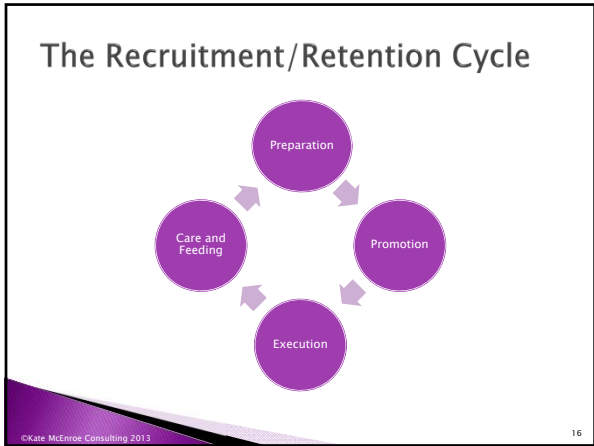 The Recruitment/Retention Cycle
Preparation
Promotion
Execution
Care and
Feeding
©Kate McEnroe Consulting 2013
16